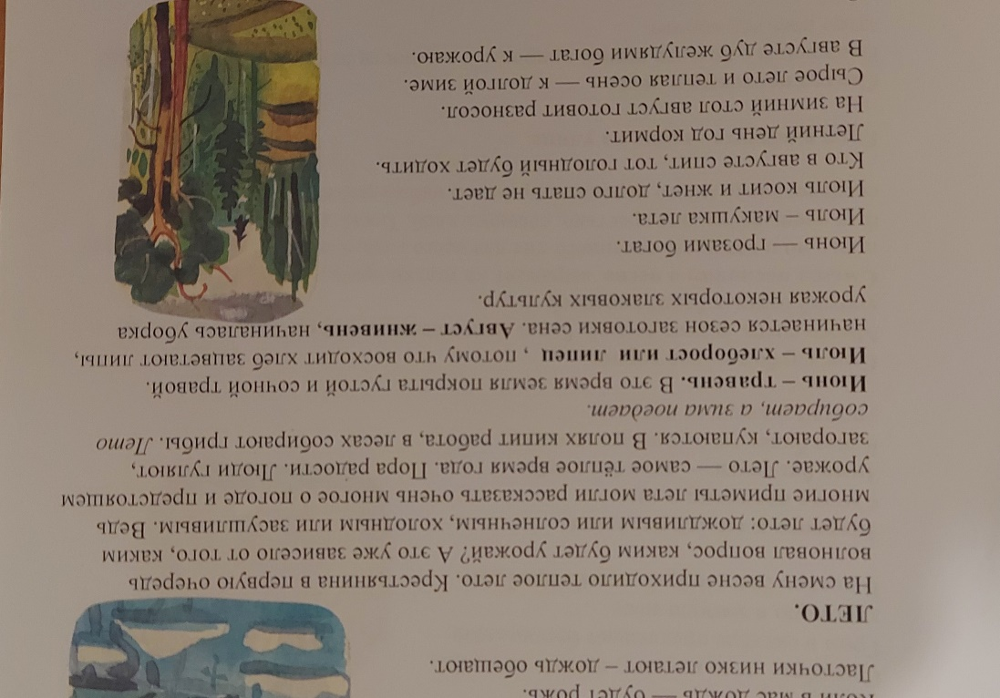 Коли в мае дождь — будет рожь.
Ласточки низко летают – дождь обещают.
ЛЕТО.
На смену весне приходило теплое лето. Крестьянина в первую очередь
волновал вопрос, каким будет урожай? А это уже зависело от того, каким
будет лето: дождливым или солнечным, холодным или засушливым. Ведь
многие приметы лета могли рассказать очень многое о погоде и предстоящем
урожае. Лето — самое тёплое время года. Пора радости. Люди гуляют,
загорают, купаются. В полях кипит работа, в лесах собирают грибы. Лето
собирает, а зима поедает.
Июнь – травень. В это время земля покрыта густой и сочной травой.
Июль – хлеборост или липец , потому что восходит хлеб зацветают липы,
начинается сезон заготовки сена. Август – жнивень, начиналась уборка
урожая некоторых злаковых культур.
Июнь — грозами богат.
Июль – макушка лета.
Июль косит и жнет, долго спать не дает.
Кто в августе спит, тот голодный будет ходить.
Летний день год кормит.
На зимний стол август готовит разносол.
Сырое лето и теплая осень — к долгой зиме.
В августе дуб желудями богат — к урожаю.